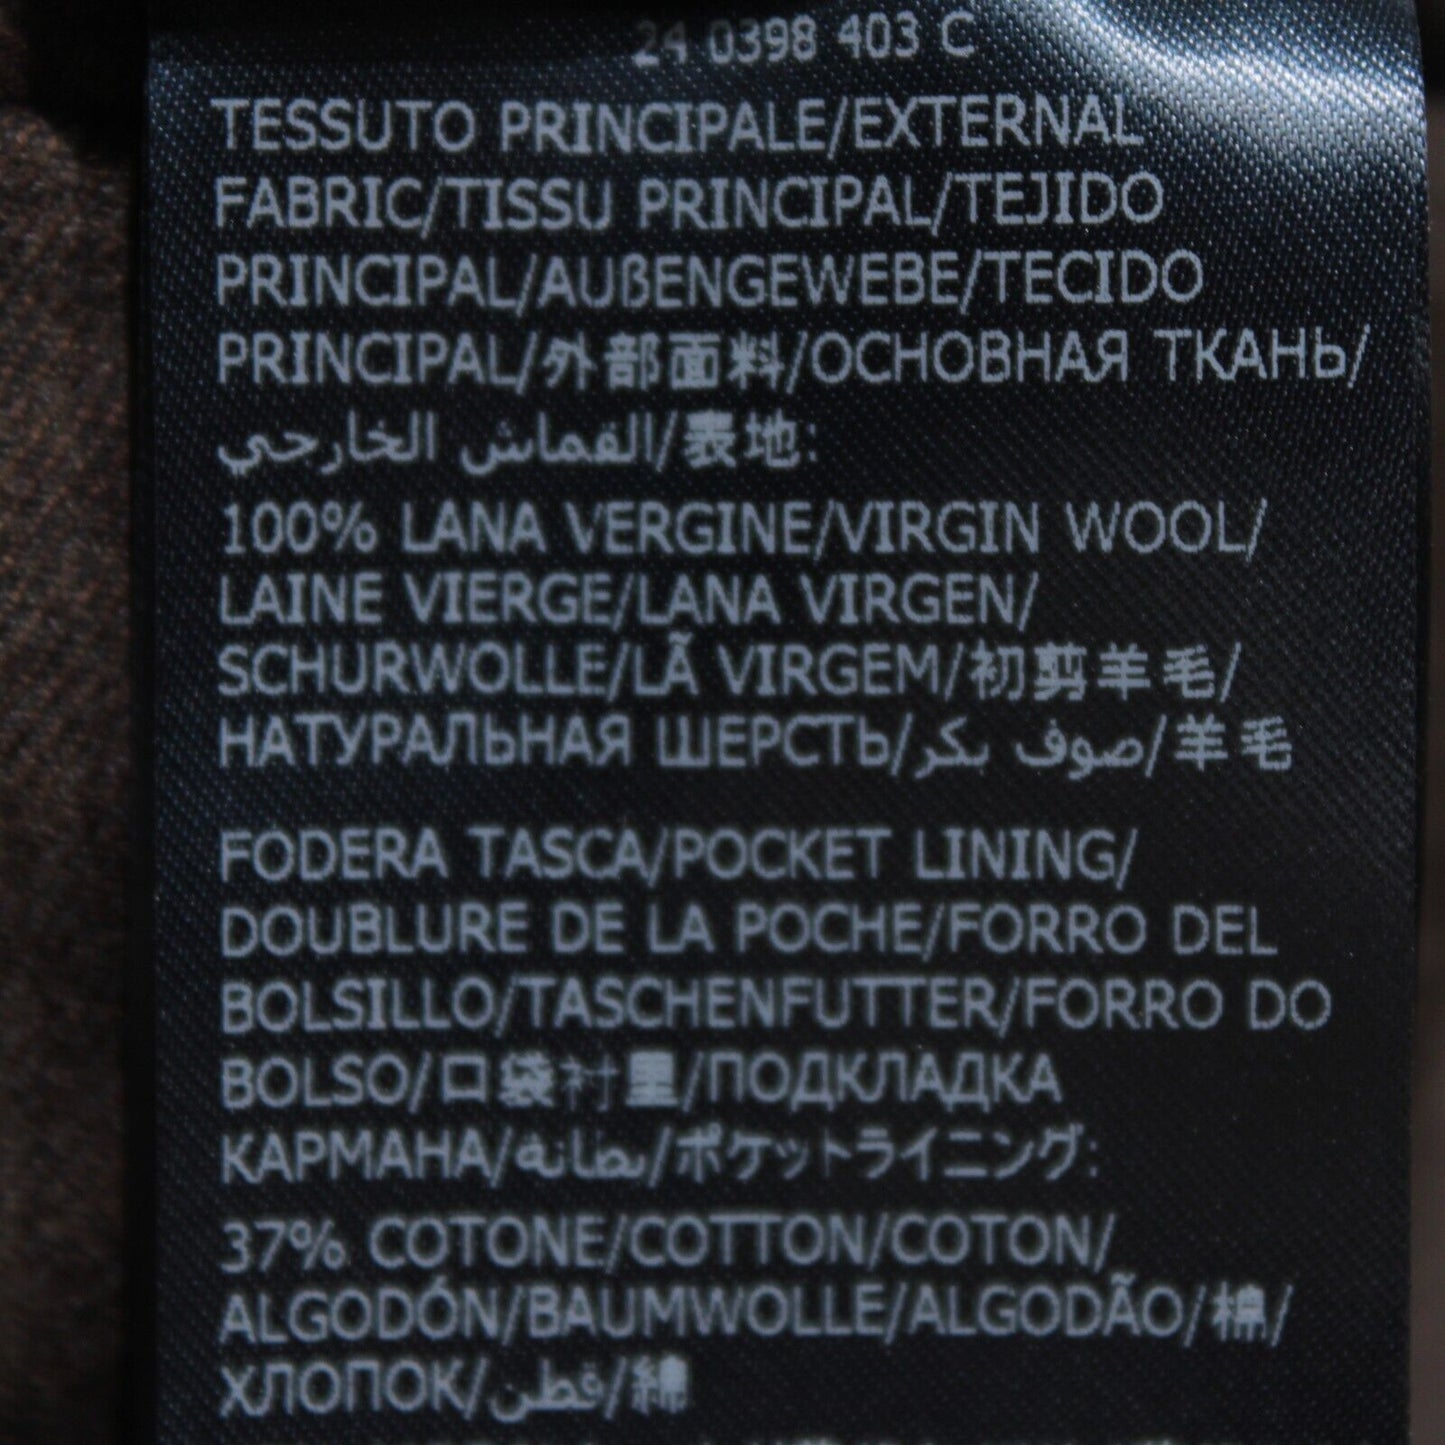 24 0398 403 C
TESSUTO PRINCIPALE/EXTERNAL
FABRIC/TISSU PRINCIPAL/TEJIDO
PRINCIPAL/AUßENGEWEBE/TECIDO
PRINCIPAL/外部面料/ОСНОВНАЯ ТКАНЬ/
القماش الخارجي/表地:
100% LANA VERGINE/VIRGIN WOOL/
LAINE VIERGE/LANA VIRGEN/
SCHURWOLLE/LÃ VIRGEM/初剪羊毛/
НАТУРАЛЬНАЯ ШЕРСТЬ/صوف بكر/羊毛
FODERA TASCA/POCKET LINING/
DOUBLURE DE LA POCHE/FORRO DEL
BOLSILLO/TASCHENFUTTER/FORRO DO
BOLSO/口袋衬里/ПОДКЛАДКА
КАРМАНА/بطانة/ポケットライニング:
37% COTONE/COTTON/COTON/
ALGODÓN/BAUMWOLLE/ALGODÃO/棉/
ХЛОПОК/قطن/綿